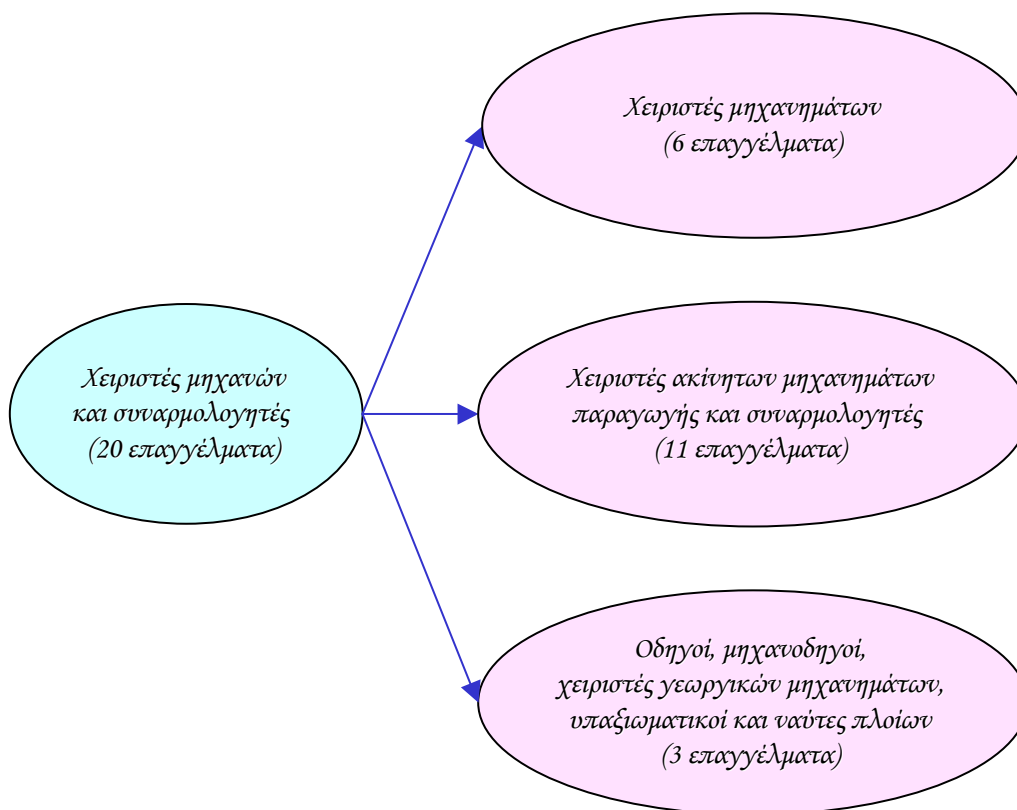 Χειριστές μηχανημάτων
(6 επαγγέλματα)
Χειριστές μηχανών
και συναρμολογητές
(20 επαγγέλματα)
Χειριστές ακίνητων μηχανημάτων
παραγωγής και συναρμολογητές
(11 επαγγέλματα)
Οδηγοί, μηχανοδηγοί,
χειριστές γεωργικών μηχανημάτων,
υπαξιωματικοί και ναύτες πλοίων
(3 επαγγέλματα)